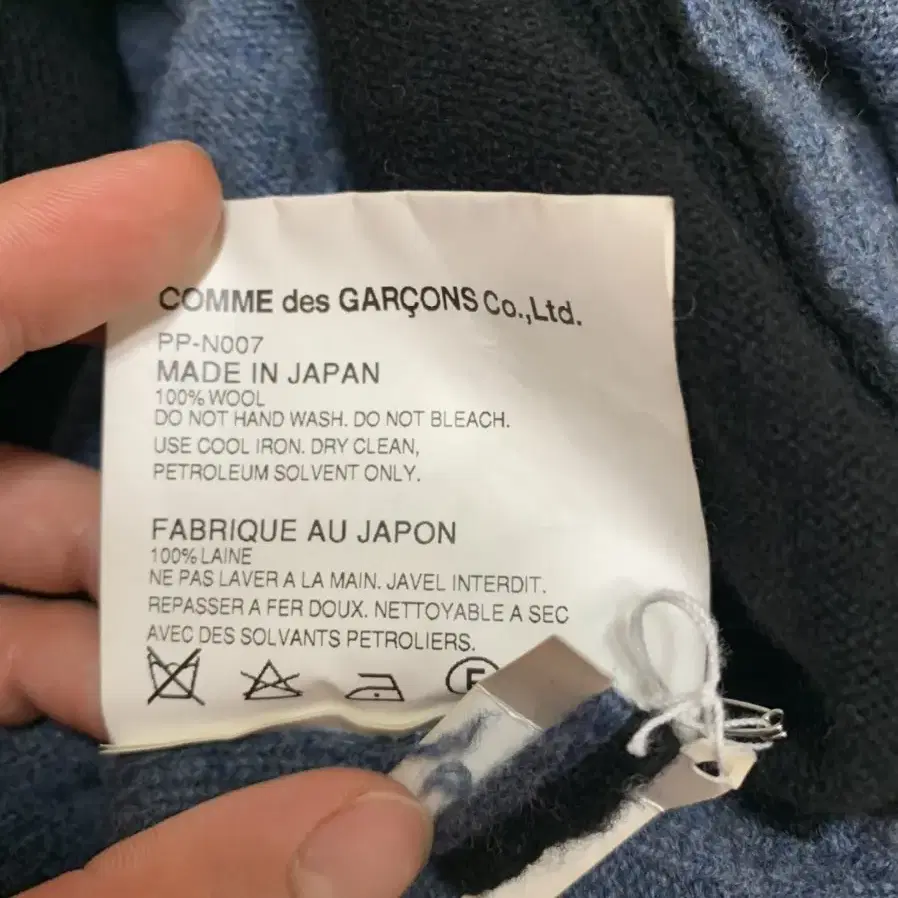 COMME des GARÇONS Co.,Ltd.
PP-N007
MADE IN JAPAN
100% WOOL
DO NOT HAND WASH. DO NOT BLEACH.
USE COOL IRON. DRY CLEAN,
PETROLEUM SOLVENT ONLY.
FABRIQUE AU JAPON
100% LAINE
NE PAS LAVER A LA MAIN. JAVEL INTERDIT.
REPASSER A FER DOUX. NETTOYABLE A SEC
AVEC DES SOLVANTS PETROLIERS.
F